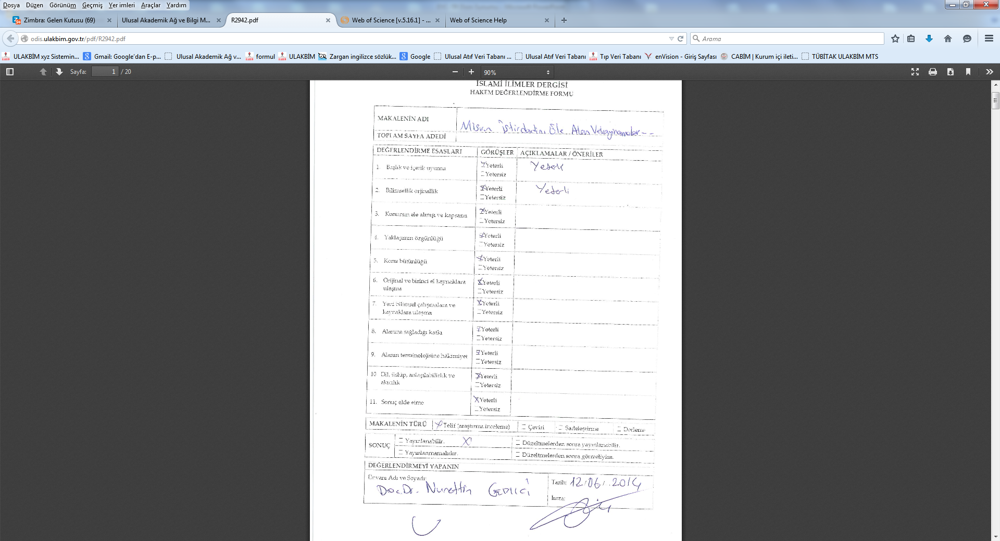 Dosya Düzen Görünüm Geçmiş Yer imleri Araçlar Yardım
Zimbra: Gelen Kutusu (69) Ulusal Akademik Ağ ve Bilgi M... R2942.pdf Web of Science [v.5.16.1] - ... Web of Science Help
odis.ulakbim.gov.tr/pdf/R2942.pdf Arama
ULAKBİM xyz Sisteminn... Gmail: Google'dan E-p... Ulusal Akademik Ağ v... formul ULAKBİM Zargan ingilizce sözlük... Google Ulusal Atıf Veri Tabanı ... Ulusal Atıf Veri Tabanı Tıp Veri Tabanı enVision - Giriş Sayfası CABİM | Kurum içi ileti... TÜBİTAK ULAKBİM MTS
Sayfa: 1 / 20 90%
İSLAMİ İLİMLER DERGİSİ
HAKEM DEĞERLENDİRME FORMU
MAKALENİN ADI
Mısırın İstirdadını Ele Alan Vekayinameler - -
TOPLAM SAYFA ADEDİ
DEĞERLENDİRME ESASLARI GÖRÜŞLER AÇIKLAMALAR / ÖNERİLER
1. Başlık ve içerik uyumu Yeterli
Yetersiz
2. Bilimsellik orjinallik Yeterli Yeterli
Yetersiz
3. Konunun ele alınışı ve kapsamı Yeterli
Yetersiz
4. Yaklaşımın özgünlüğü Yeterli
Yetersiz
5. Konu bütünlüğü Yeterli
Yetersiz
6. Orijinal ve birinci el kaynaklara ulaşma Yeterli
Yetersiz
7. Yeni bilimsel çalışmalara ve kaynaklara ulaşma Yeterli
Yetersiz
8. Alanına sağladığı katkı Yeterli
Yetersiz
9. Alanın terminolojisine hâkimiyet Yeterli
Yetersiz
10 Dil, üslup, anlaşılabilirlik ve akıcılık Yeterli
Yetersiz
11. Sonuç elde etme Yeterli
Yetersiz
MAKALENİN TÜRÜ Telif (araştırma inceleme) Çeviri Sadeleştirme Derleme
SONUÇ Yayınlanabilir. X Düzeltmelerden sonra yayınlanabilir.
Yayınlanmamalıdır. Düzeltmelerden sonra görmeliyim.
DEĞERLENDİRMEYİ YAPANIN
Ünvanı Adı ve Soyadı: Tarih: 12.06.2014
Doç.Dr. Nurettin
İmza: